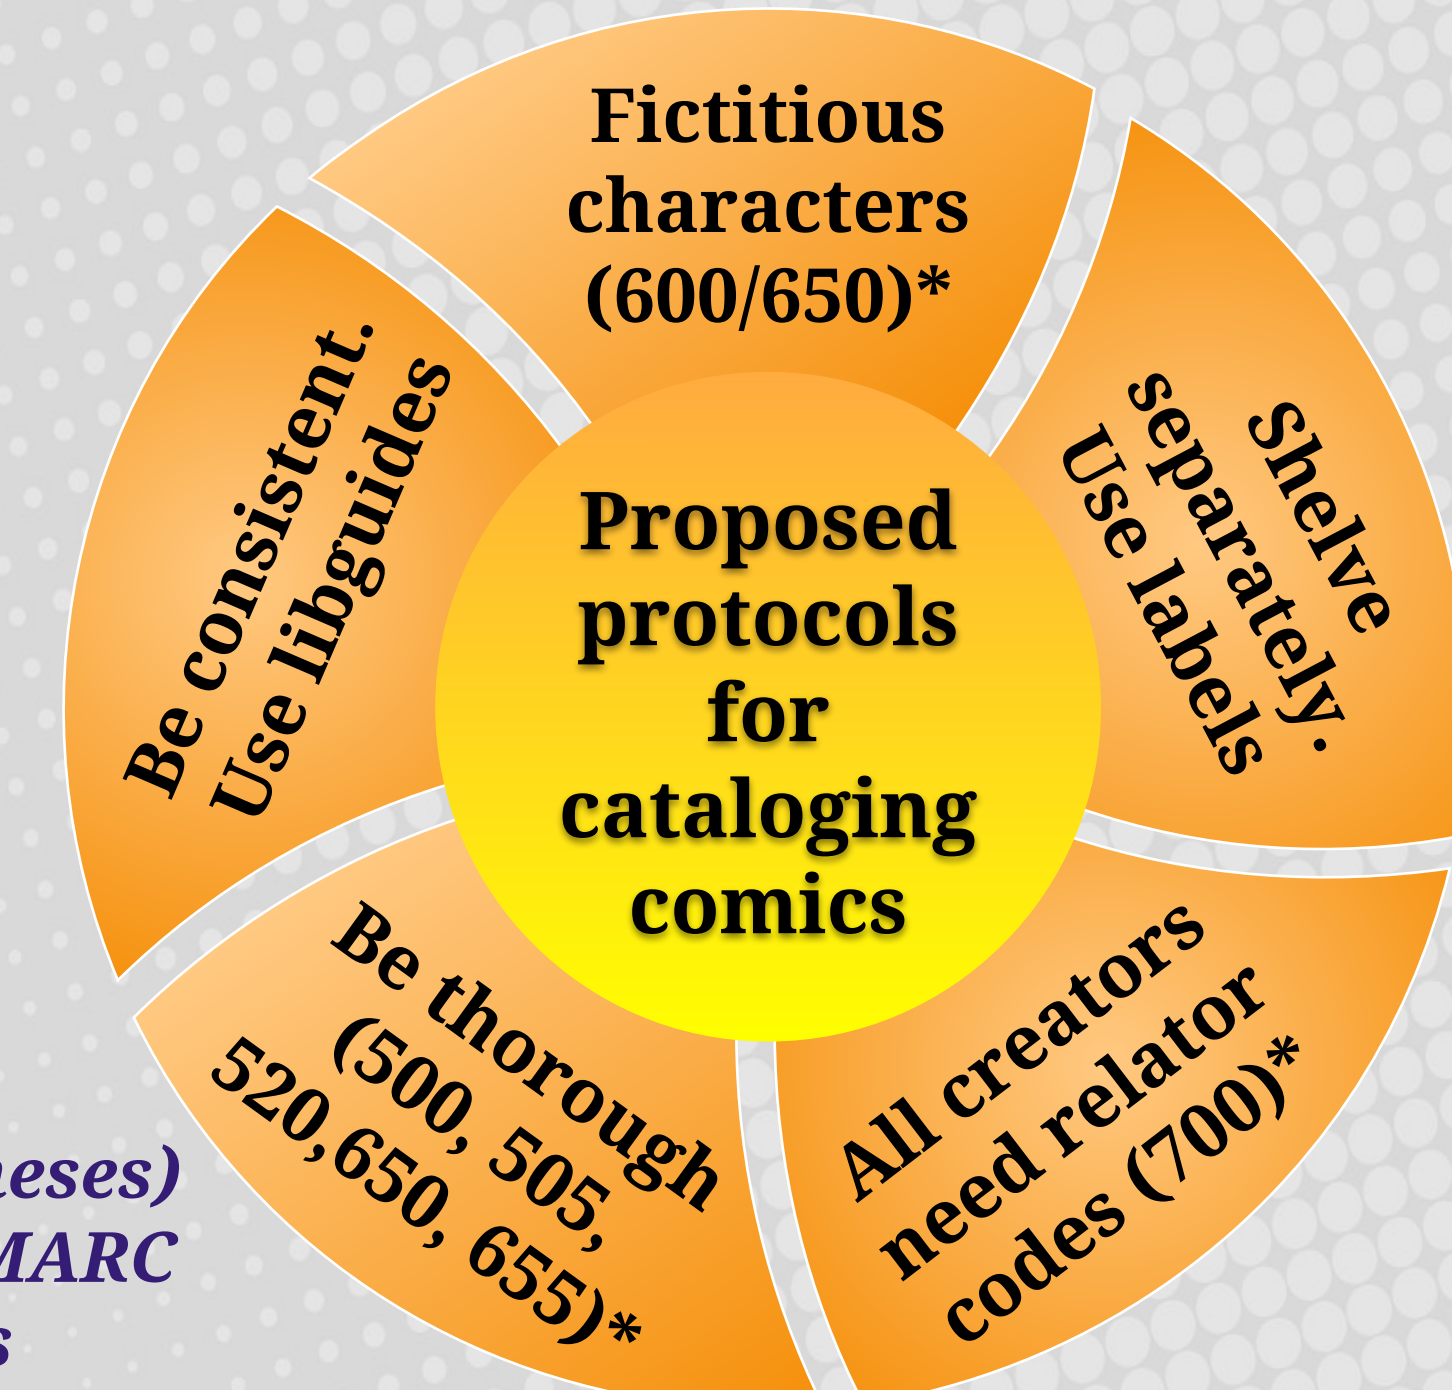 Fictitious
characters
(600/650)*
Shelve
separately.
Use labels
All creators
need relator
codes (700)*
Be thorough
(500, 505,
520,650, 655)*
Be consistent.
Use libguides
Proposed
protocols
for
cataloging
comics
MARC